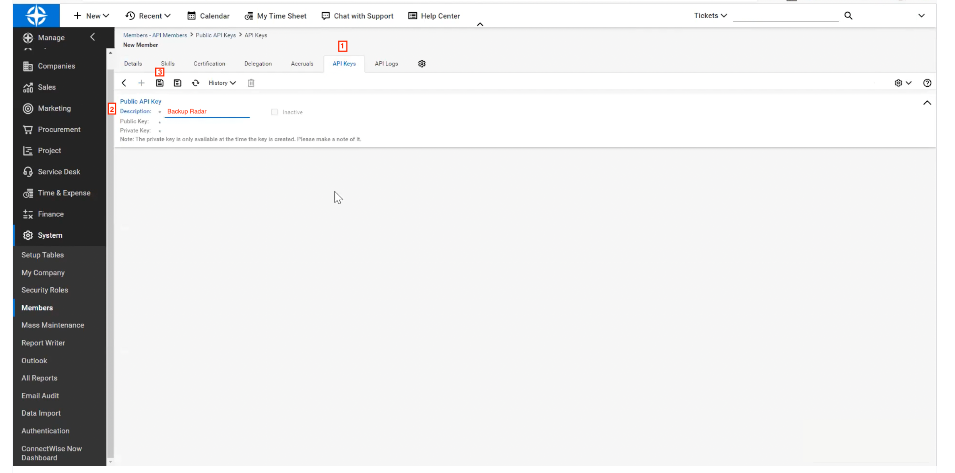 New Recent Calendar My Time Sheet Chat with Support Help Center Tickets
Manage
Members - API Members > Public API Keys > API Keys
New Member
1
Details Skills Certification Delegation Accruals API Keys API Logs
3
History
Public API Key
2 Description: Backup Radar Inactive
Public Key:
Private Key:
Note: The private key is only available at the time the key is created. Please make a note of it.
Companies
Sales
Marketing
Procurement
Project
Service Desk
Time & Expense
Finance
System
Setup Tables
My Company
Security Roles
Members
Mass Maintenance
Report Writer
Outlook
All Reports
Email Audit
Data Import
Authentication
ConnectWise Now
Dashboard